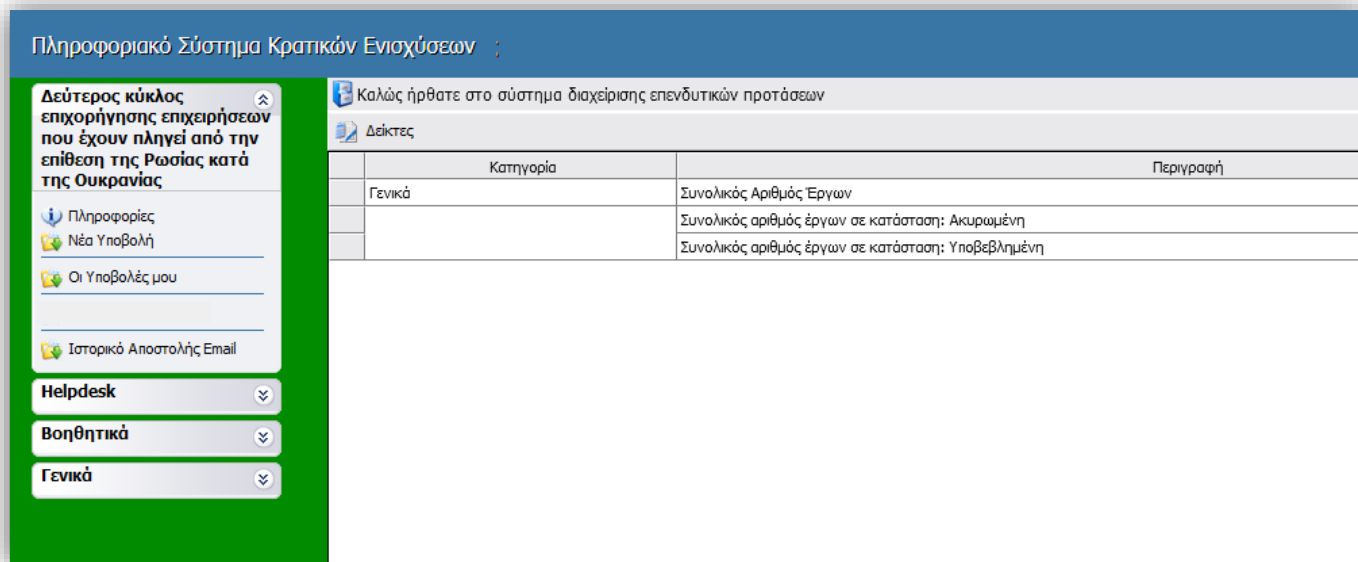 Πληροφοριακό Σύστημα Κρατικών Ενισχύσεων ;
Δεύτερος κύκλος
επιχορήγησης επιχειρήσεων
που έχουν πληγεί από την
επίθεση της Ρωσίας κατά
της Ουκρανίας
Πληροφορίες
Νέα Υποβολή
Οι Υποβολές μου
Ιστορικό Αποστολής Email
Helpdesk
Βοηθητικά
Γενικά
Καλώς ήρθατε στο σύστημα διαχείρισης επενδυτικών προτάσεων
Δείκτες
Κατηγορία Περιγραφή
Γενικά Συνολικός Αριθμός Έργων
Συνολικός αριθμός έργων σε κατάσταση: Ακυρωμένη
Συνολικός αριθμός έργων σε κατάσταση: Υποβεβλημένη